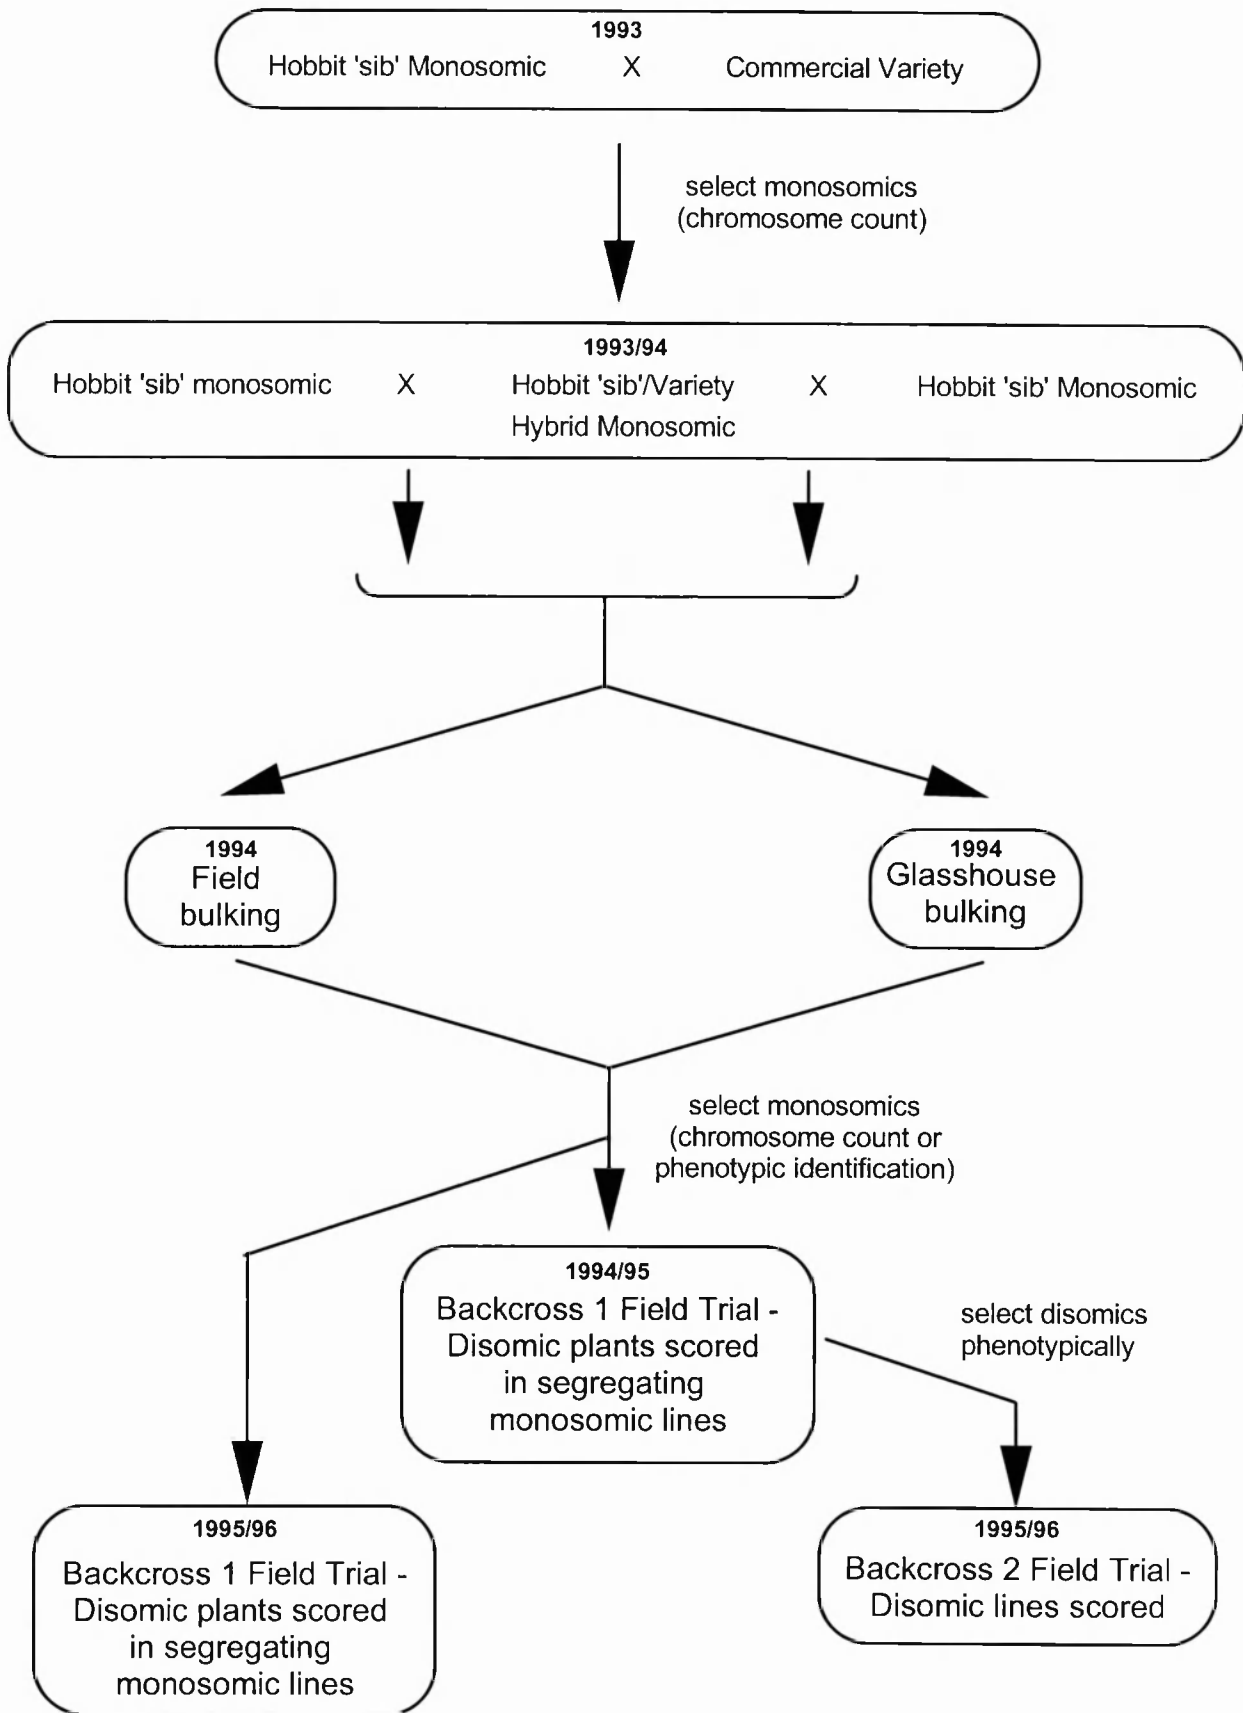 1993
Hobbit 'sib' Monosomic X Commercial Variety
select monosomics
(chromosome count)
1993/94
Hobbit 'sib' monosomic X Hobbit 'sib'/Variety X Hobbit 'sib' Monosomic
Hybrid Monosomic
1994
Field
bulking
1994
Glasshouse
bulking
select monosomics
(chromosome count or
phenotypic identification)
1994/95
Backcross 1 Field Trial -
Disomic plants scored
in segregating
monosomic lines
select disomics
phenotypically
1995/96
Backcross 1 Field Trial -
Disomic plants scored
in segregating
monosomic lines
1995/96
Backcross 2 Field Trial -
Disomic lines scored